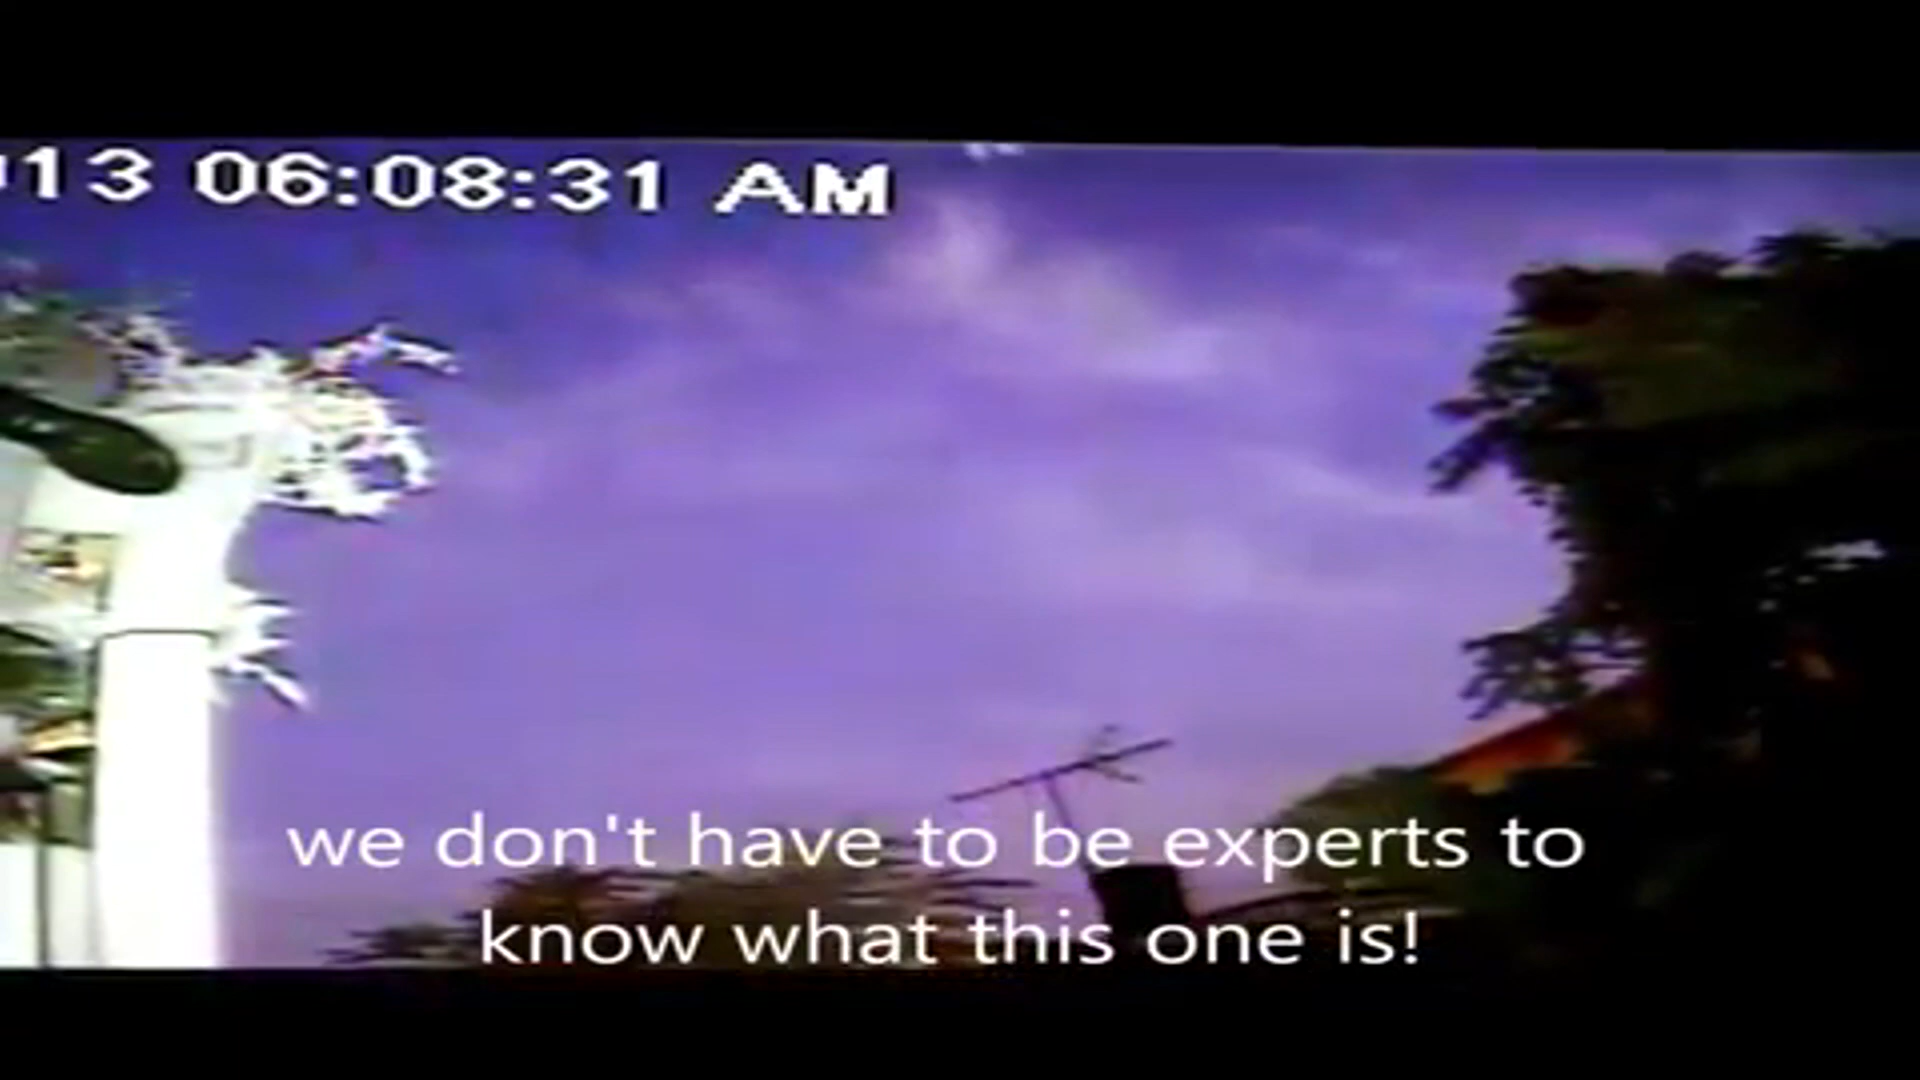 13 06:08:31 AM
we don't have to be experts to
know what this one is!